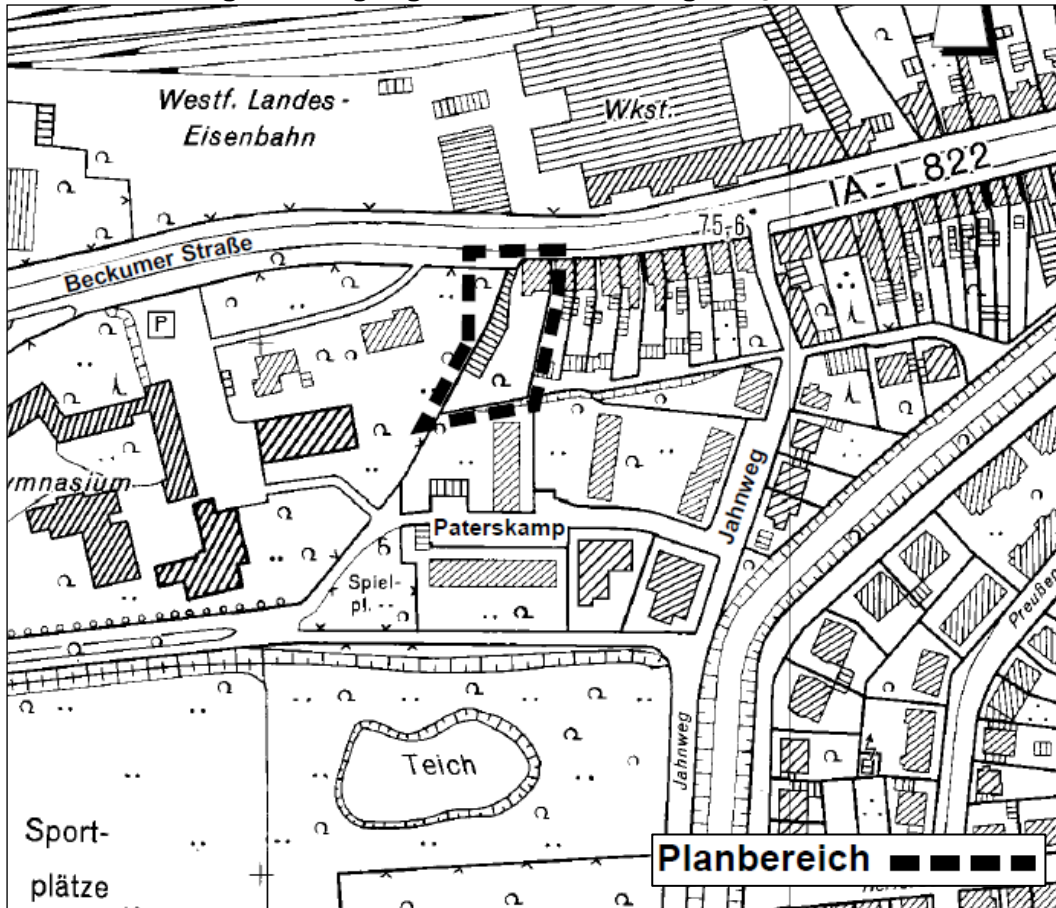 Westf. Landes-
Eisenbahn
Wkst.
IA-L822
75,6
Beckumer Straße
P
ymnasium
Jahnweg
Paterskamp
Spiel-
pl.
Preußen
Jahnweg
Teich
Sport-
plätze
Planbereich